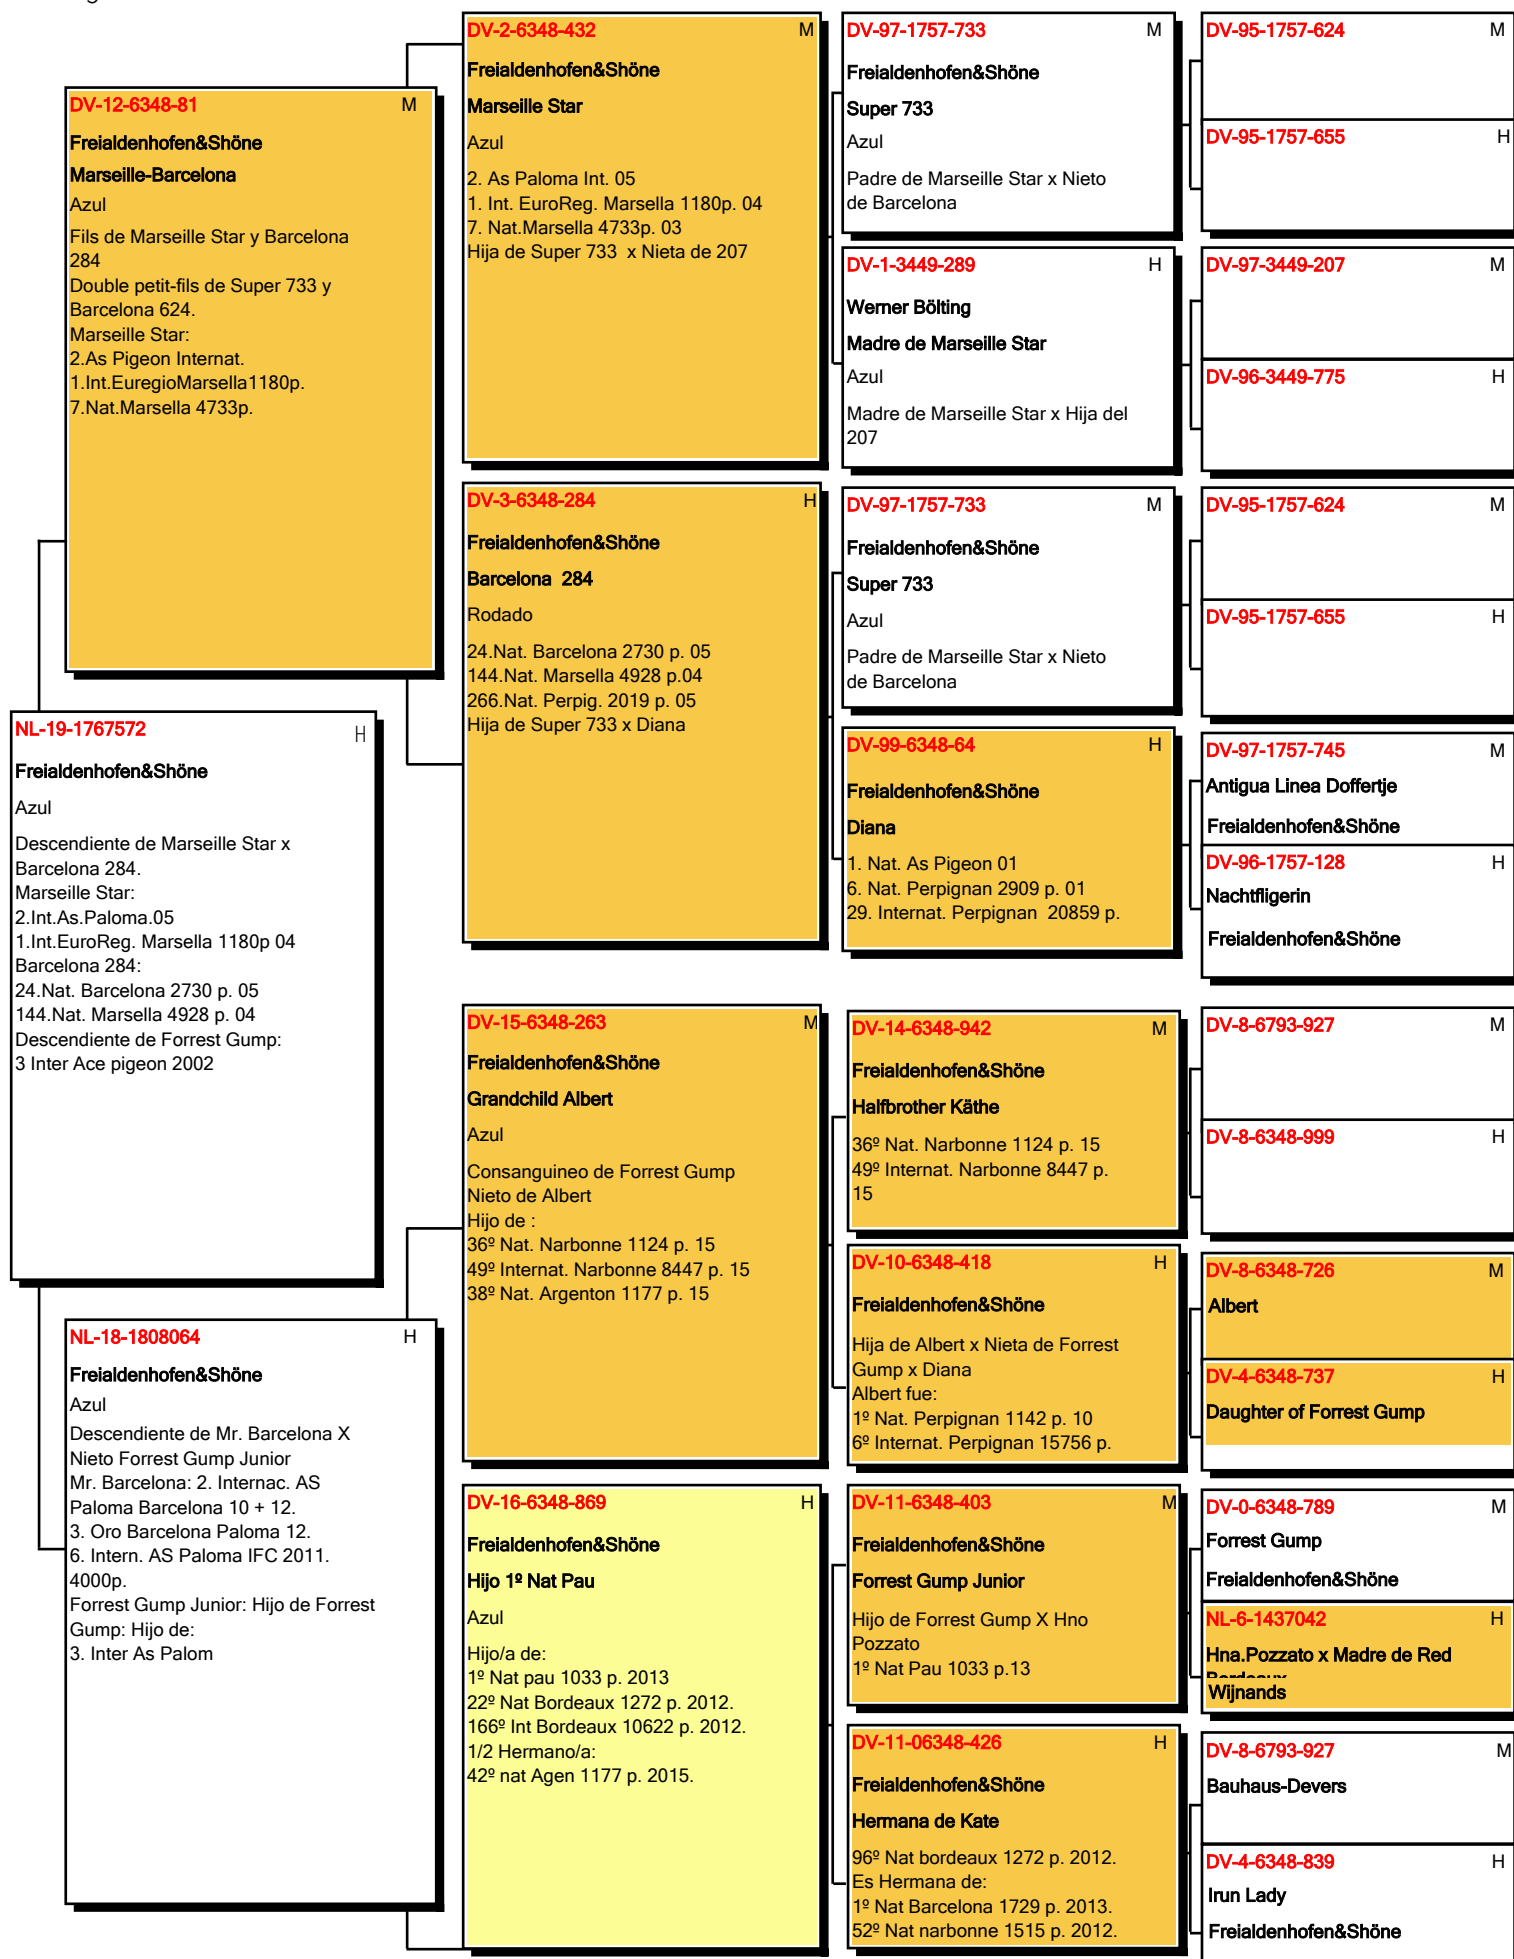 NL-19-1767572 H
Freialdenhofen&Shöne
Azul
Descendiente de Marseille Star x
Barcelona 284.
Marseille Star:
2.Int.As.Paloma.05
1.Int.EuroReg. Marsella 1180p 04
Barcelona 284:
24.Nat. Barcelona 2730 p. 05
144.Nat. Marsella 4928 p. 04
Descendiente de Forrest Gump:
3 Inter Ace pigeon 2002
DV-12-6348-81 M
Freialdenhofen&Shöne
Marseille-Barcelona
Azul
Fils de Marseille Star y Barcelona
284
Double petit-fils de Super 733 y
Barcelona 624.
Marseille Star:
2.As Pigeon Internat.
1.Int.EuregioMarsella1180p.
7.Nat.Marsella 4733p.
NL-18-1808064 H
Freialdenhofen&Shöne
Azul
Descendiente de Mr. Barcelona X
Nieto Forrest Gump Junior
Mr. Barcelona: 2. Internac. AS
Paloma Barcelona 10 + 12.
3. Oro Barcelona Paloma 12.
6. Intern. AS Paloma IFC 2011.
4000p.
Forrest Gump Junior: Hijo de Forrest
Gump: Hijo de:
3. Inter As Palom
DV-2-6348-432 M
Freialdenhofen&Shöne
Marseille Star
Azul
2. As Paloma Int. 05
1. Int. EuroReg. Marsella 1180p. 04
7. Nat.Marsella 4733p. 03
Hija de Super 733 x Nieta de 207
DV-3-6348-284 H
Freialdenhofen&Shöne
Barcelona 284
Rodado
24.Nat. Barcelona 2730 p. 05
144.Nat. Marsella 4928 p.04
266.Nat. Perpig. 2019 p. 05
Hija de Super 733 x Diana
DV-15-6348-263 M
Freialdenhofen&Shöne
Grandchild Albert
Azul
Consanguineo de Forrest Gump
Nieto de Albert
Hijo de :
36º Nat. Narbonne 1124 p. 15
49º Internat. Narbonne 8447 p. 15
38º Nat. Argenton 1177 p. 15
DV-16-6348-869 H
Freialdenhofen&Shöne
Hijo 1º Nat Pau
Azul
Hijo/a de:
1º Nat pau 1033 p. 2013
22º Nat Bordeaux 1272 p. 2012.
166º Int Bordeaux 10622 p. 2012.
1/2 Hermano/a:
42º nat Agen 1177 p. 2015.
DV-97-1757-733 M
Freialdenhofen&Shöne
Super 733
Azul
Padre de Marseille Star x Nieto
de Barcelona
DV-1-3449-289 H
Werner Bölting
Madre de Marseille Star
Azul
Madre de Marseille Star x Hija del
207
DV-97-1757-733 M
Freialdenhofen&Shöne
Super 733
Azul
Padre de Marseille Star x Nieto
de Barcelona
DV-99-6348-64 H
Freialdenhofen&Shöne
Diana
1. Nat. As Pigeon 01
6. Nat. Perpignan 2909 p. 01
29. Internat. Perpignan 20859 p.
DV-14-6348-942 M
Freialdenhofen&Shöne
Halfbrother Käthe
36º Nat. Narbonne 1124 p. 15
49º Internat. Narbonne 8447 p.
15
DV-10-6348-418 H
Freialdenhofen&Shöne
Hija de Albert x Nieta de Forrest
Gump x Diana
Albert fue:
1º Nat. Perpignan 1142 p. 10
6º Internat. Perpignan 15756 p.
DV-11-6348-403 M
Freialdenhofen&Shöne
Forrest Gump Junior
Hijo de Forrest Gump X Hno
Pozzato
1º Nat Pau 1033 p.13
DV-11-06348-426 H
Freialdenhofen&Shöne
Hermana de Kate
96º Nat bordeaux 1272 p. 2012.
Es Hermana de:
1º Nat Barcelona 1729 p. 2013.
52º Nat narbonne 1515 p. 2012.
DV-95-1757-624 M
DV-95-1757-655 H
DV-97-3449-207 M
DV-96-3449-775 H
DV-95-1757-624 M
DV-95-1757-655 H
DV-97-1757-745 M
Antigua Linea Doffertje
Freialdenhofen&Shöne
DV-96-1757-128 H
Nachtfligerin
Freialdenhofen&Shöne
DV-8-6793-927 M
DV-8-6348-999 H
DV-8-6348-726 M
Albert
DV-4-6348-737 H
Daughter of Forrest Gump
DV-0-6348-789 M
Forrest Gump
Freialdenhofen&Shöne
NL-6-1437042 H
Hna.Pozzato x Madre de Red
Wijnands
DV-8-6793-927 M
Bauhaus-Devers
DV-4-6348-839 H
Irun Lady
Freialdenhofen&Shöne